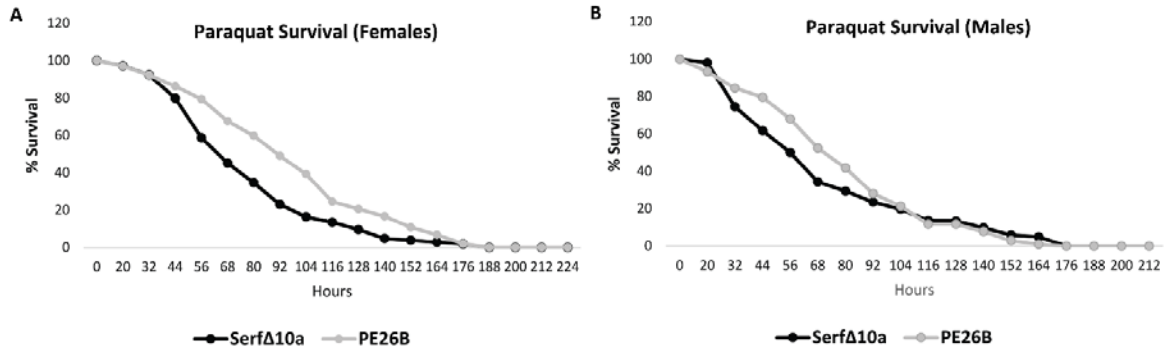 A
Paraquat Survival (Females)
% Survival
120
100
80
60
40
20
0
0 20 32 44 56 68 80 92 104 116 128 140 152 164 176 188 200 212 224
Hours
SerfΔ10a PE26B
B
Paraquat Survival (Males)
% Survival
120
100
80
60
40
20
0
0 20 32 44 56 68 80 92 104 116 128 140 152 164 176 188 200 212
Hours
SerfΔ10a PE26B